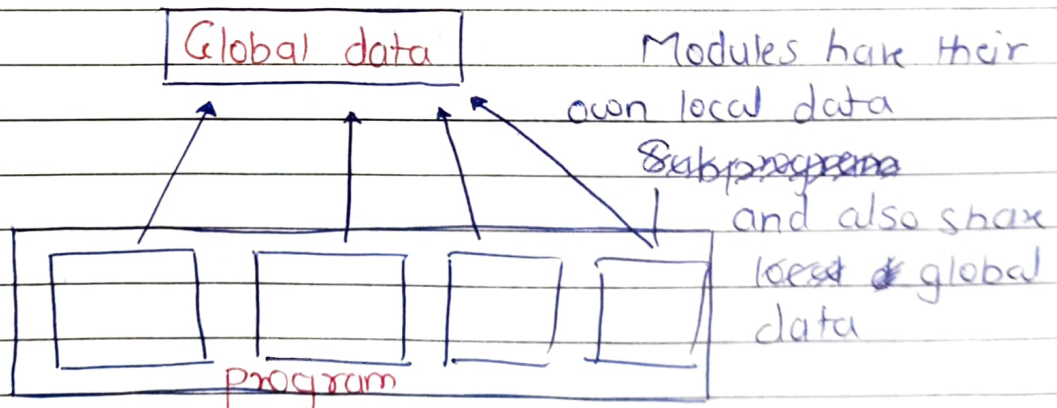 Global data
Modules have their
own local data
and also share
global
data
program